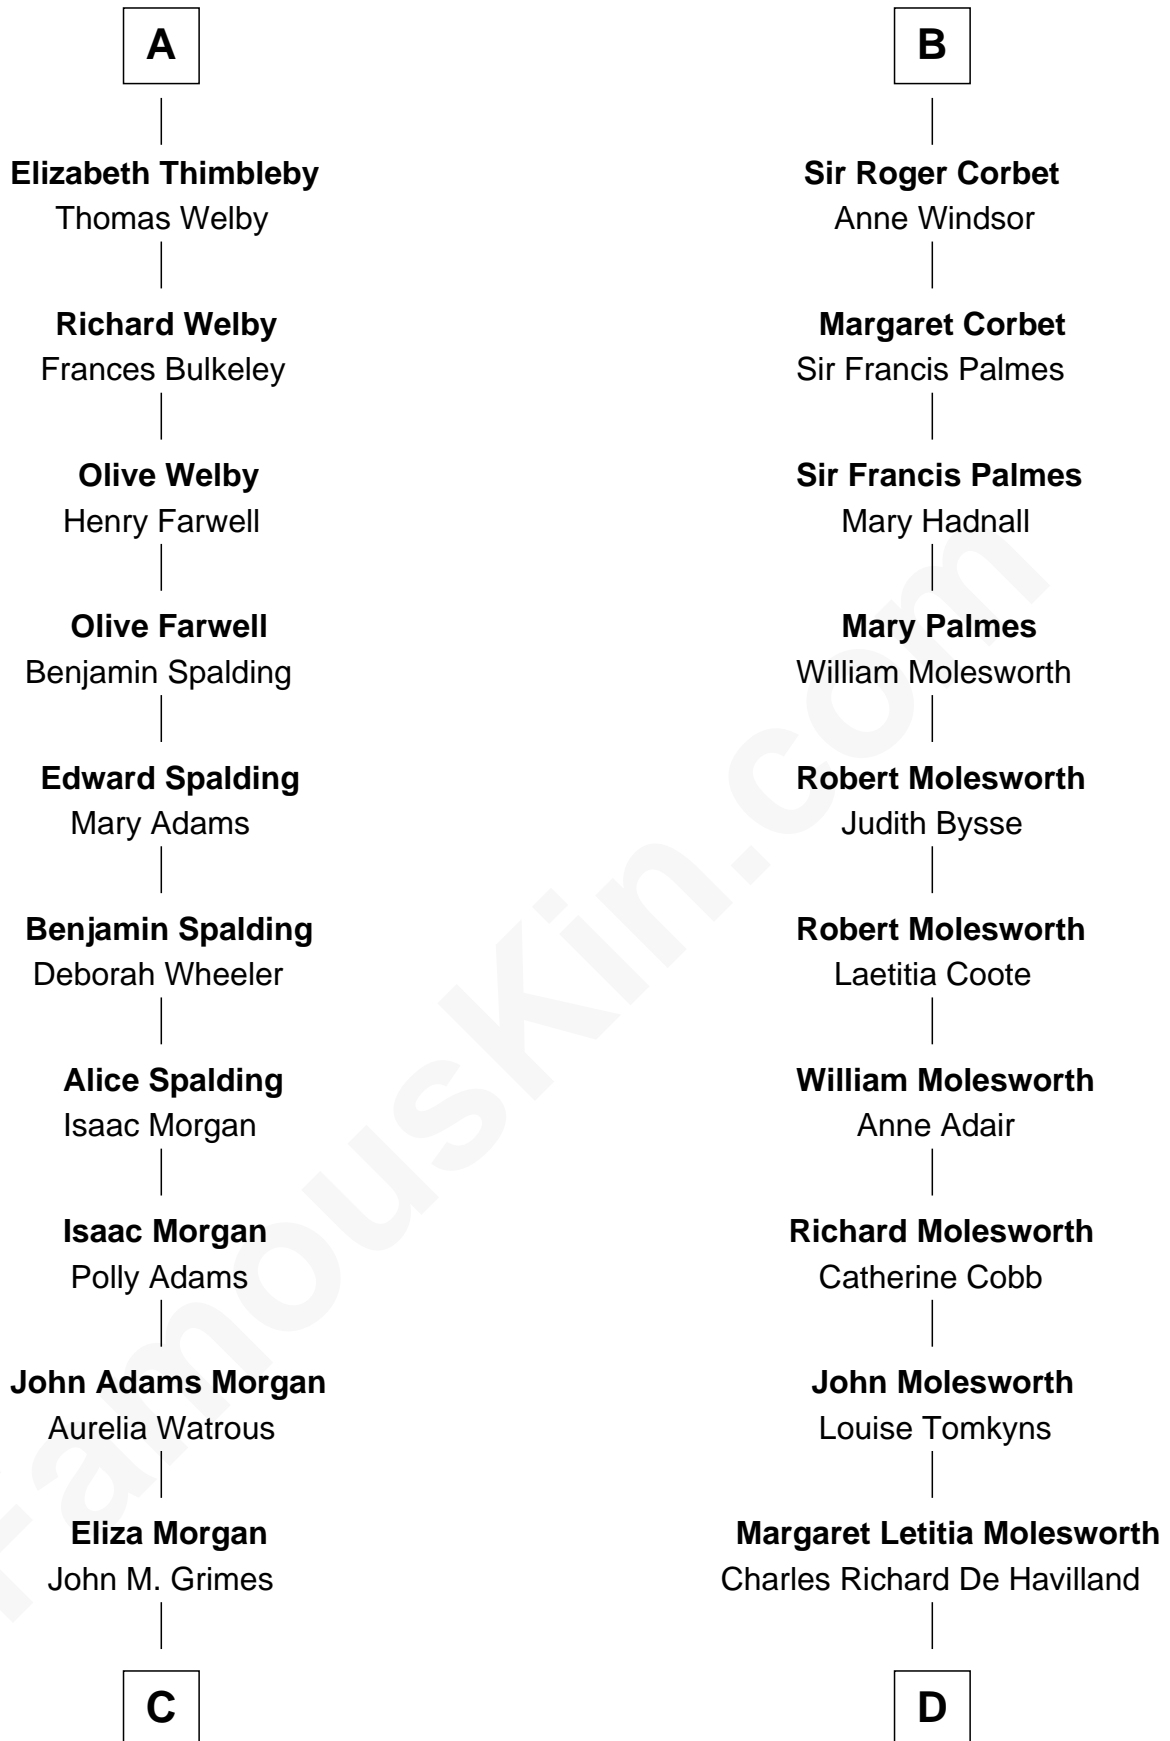 A
Elizabeth Thimbleby
Thomas Welby
Richard Welby
Frances Bulkeley
Olive Welby
Henry Farwell
Olive Farwell
Benjamin Spalding
Edward Spalding
Mary Adams
Benjamin Spalding
Deborah Wheeler
Alice Spalding
Isaac Morgan
Isaac Morgan
Polly Adams
John Adams Morgan
Aurelia Watrous
Eliza Morgan
John M. Grimes
C
B
Sir Roger Corbet
Anne Windsor
Margaret Corbet
Sir Francis Palmes
Sir Francis Palmes
Mary Hadnall
Mary Palmes
William Molesworth
Robert Molesworth
Judith Bysse
Robert Molesworth
Laetitia Coote
William Molesworth
Anne Adair
Richard Molesworth
Catherine Cobb
John Molesworth
Louise Tomkyns
Margaret Letitia Molesworth
Charles Richard De Havilland
D
FamousKin.com